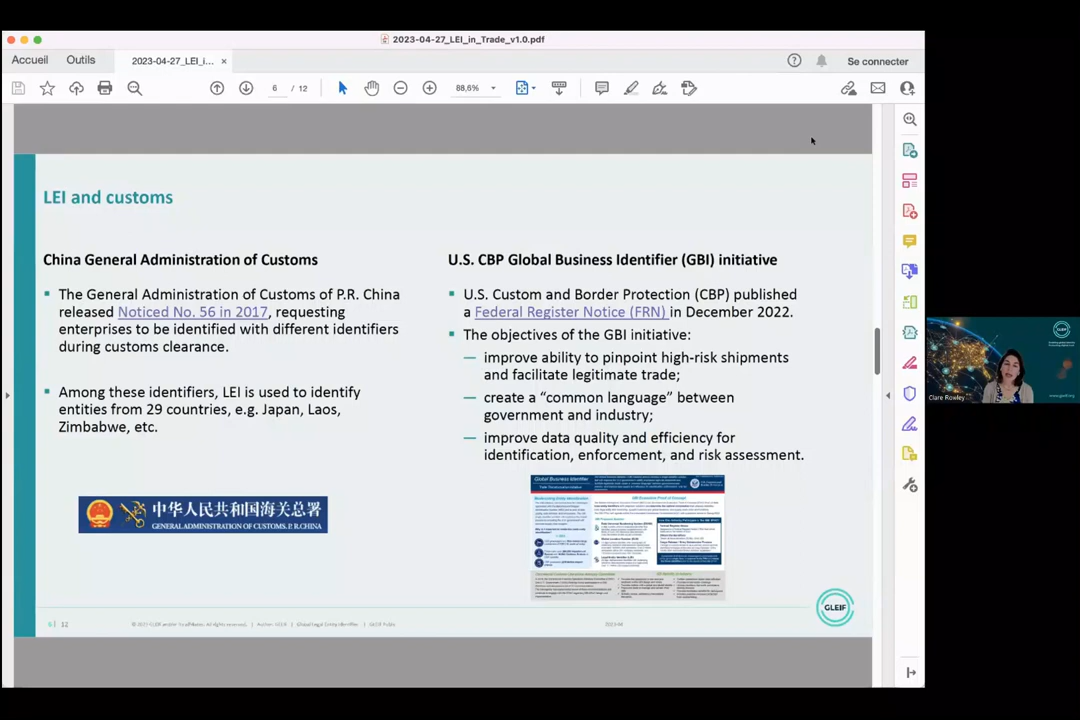 2023-04-27_LEI_in_Trade_v1.0.pdf
Accueil Outils 2023-04-27_LEI_i... × Se connecter
6 / 12 88,6%
LEI and customs
China General Administration of Customs
The General Administration of Customs of P.R. China
released Noticed No. 56 in 2017, requesting
enterprises to be identified with different identifiers
during customs clearance.
Among these identifiers, LEI is used to identify
entities from 29 countries, e.g. Japan, Laos,
Zimbabwe, etc.
中华人民共和国海关总署
GENERAL ADMINISTRATION OF CUSTOMS. P.R.CHINA
U.S. CBP Global Business Identifier (GBI) initiative
U.S. Custom and Border Protection (CBP) published
a Federal Register Notice (FRN) in December 2022.
The objectives of the GBI initiative:
— improve ability to pinpoint high-risk shipments
and facilitate legitimate trade;
— create a “common language” between
government and industry;
— improve data quality and efficiency for
identification, enforcement, and risk assessment.
Global Business Identifier
GLEIF
6 | 12
Clare Rowley
GLEIF
www.gleif.org